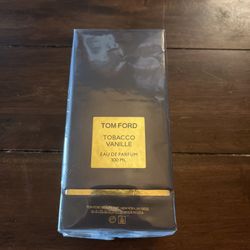 TOM FORD
TOBACCO
VANILLE
EAU DE PARFUM
100 ML